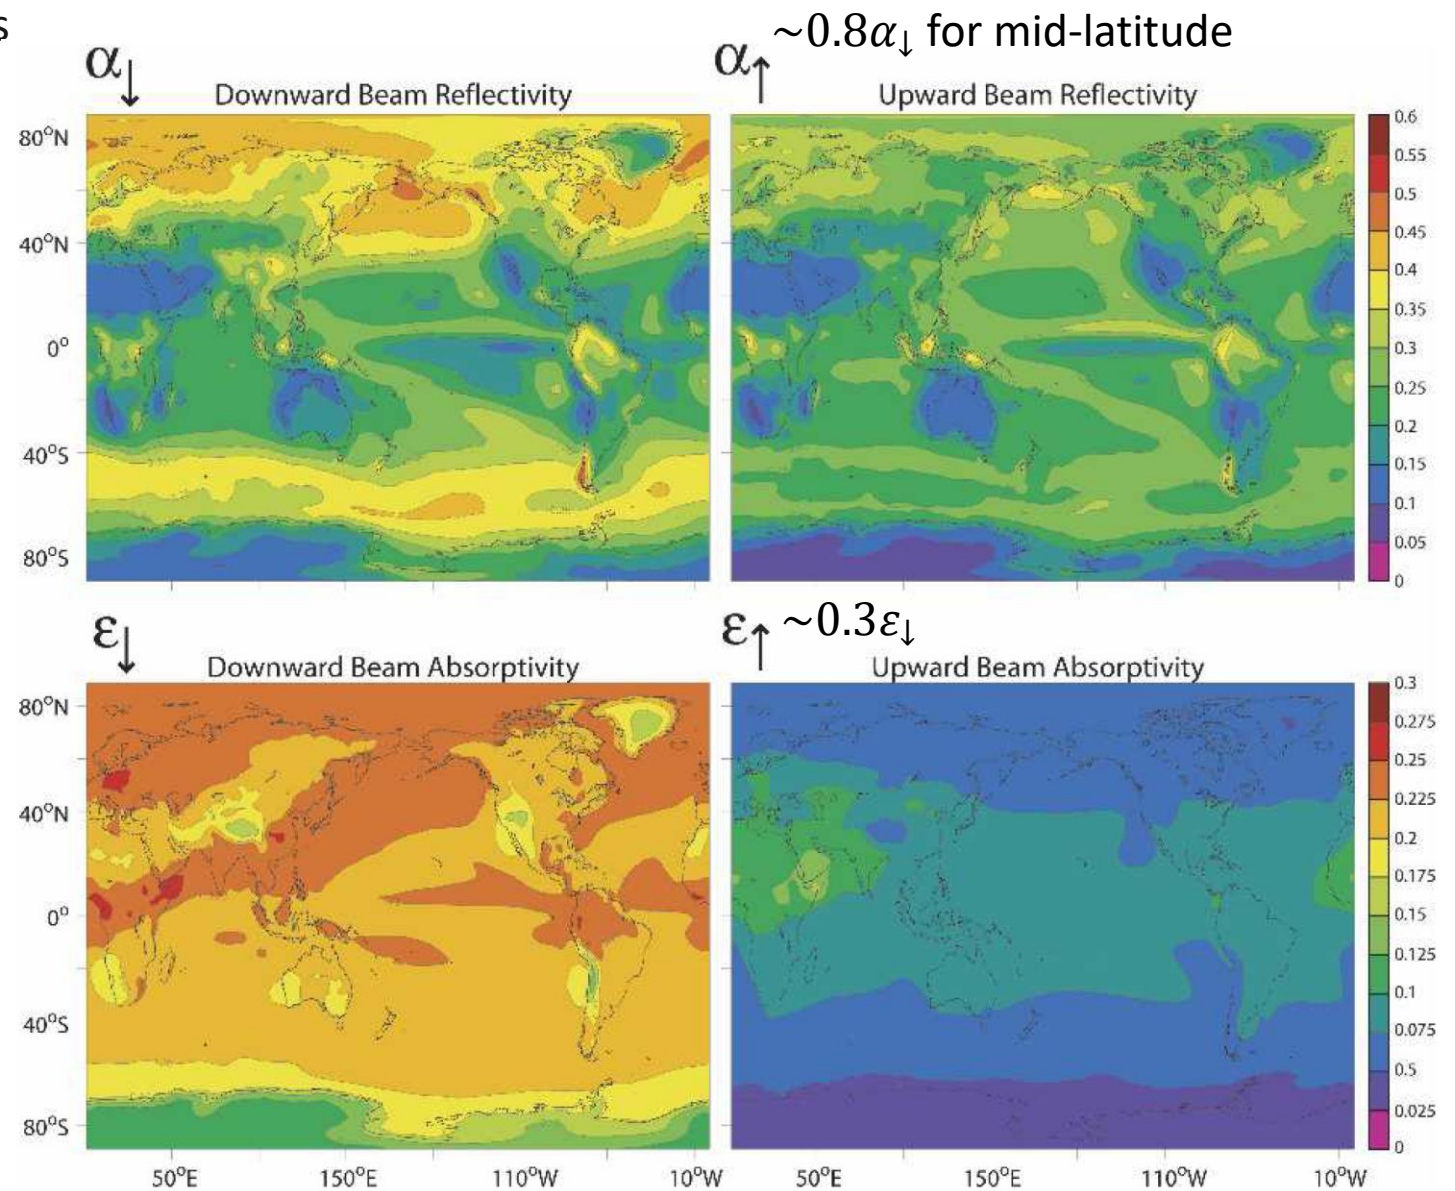 s
~0.8α↓ for mid-latitude
α↓
α↑
Downward Beam Reflectivity
Upward Beam Reflectivity
80°N
40°N
0°
40°S
80°S
0.6
0.55
0.5
0.45
0.4
0.35
0.3
0.25
0.2
0.15
0.1
0.05
0
ε↓
ε↑ ~0.3ε↓
Downward Beam Absorptivity
Upward Beam Absorptivity
80°N
40°N
0°
40°S
80°S
0.3
0.275
0.25
0.225
0.2
0.175
0.15
0.125
0.1
0.075
0.5
0.025
0
50°E 150°E 110°W 10°W
50°E 150°E 110°W 10°W